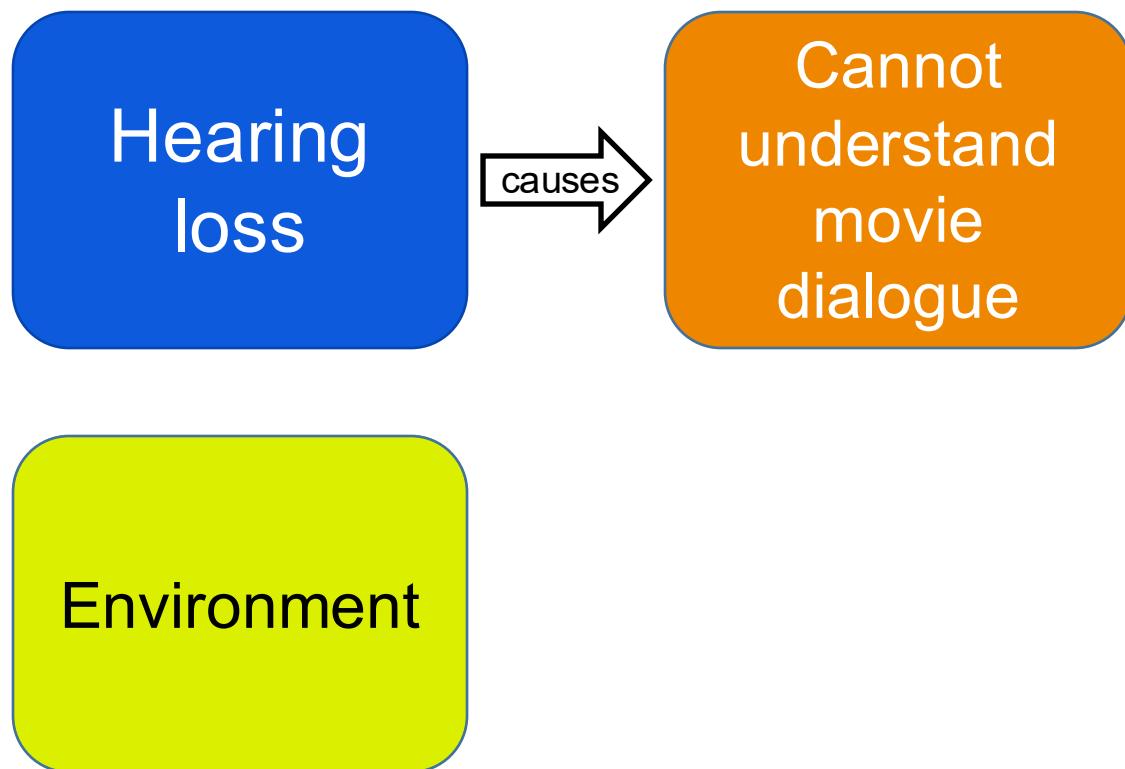 Hearing
loss
causes
Cannot
understand
movie
dialogue
Environment